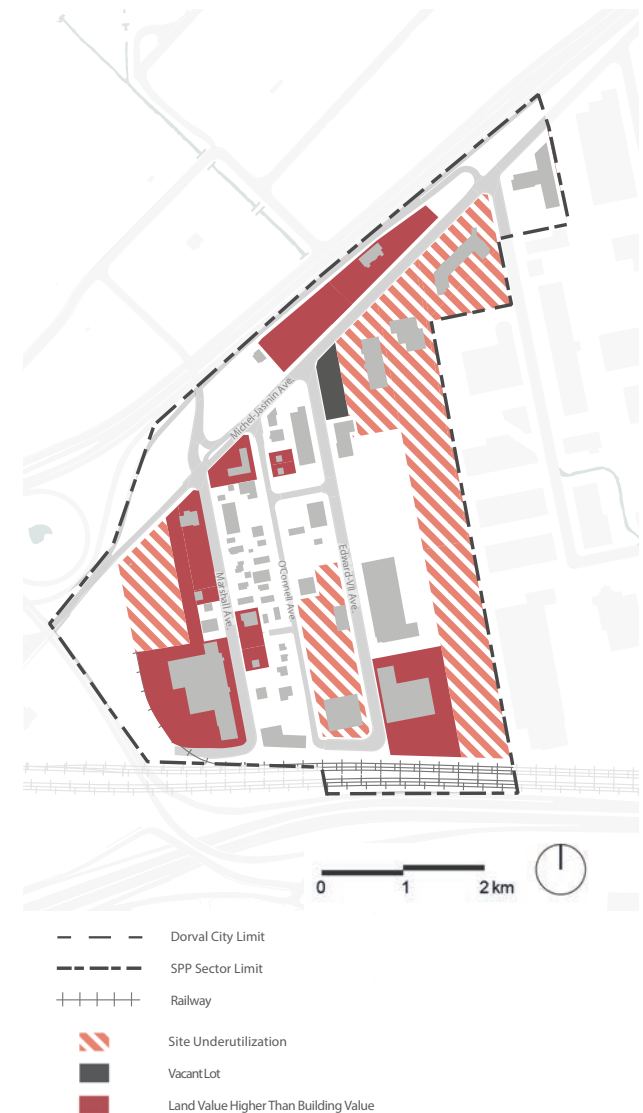 Michel-Jasmin Ave.
Marshall Ave.
O'Connell Ave.
Edward-VII Ave.
0 1 2 km
Dorval City Limit
SPP Sector Limit
Railway
Site Underutilization
Vacant Lot
Land Value Higher Than Building Value